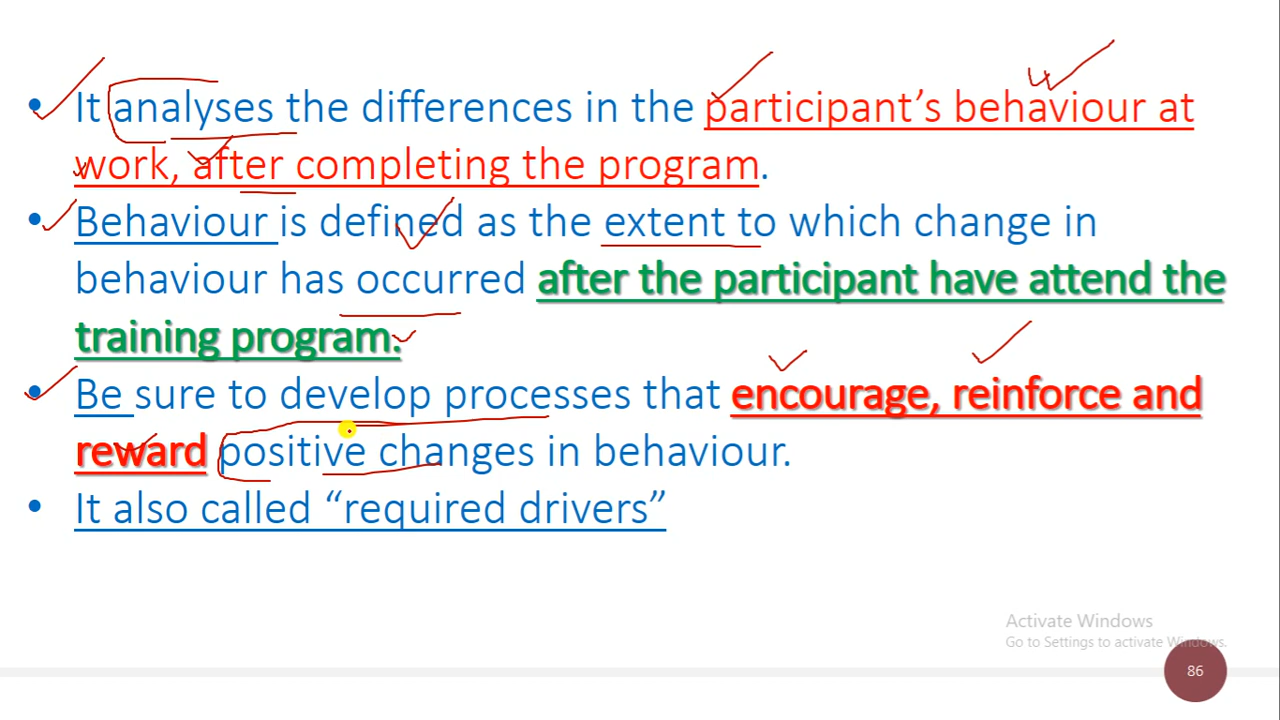 • It analyses the differences in the participant’s behaviour at
work, after completing the program.
• Behaviour is defined as the extent to which change in
behaviour has occurred after the participant have attend the
training program.
• Be sure to develop processes that encourage, reinforce and
reward positive changes in behaviour.
• It also called “required drivers”
Activate Windows
Go to Settings to activate Windows.
86